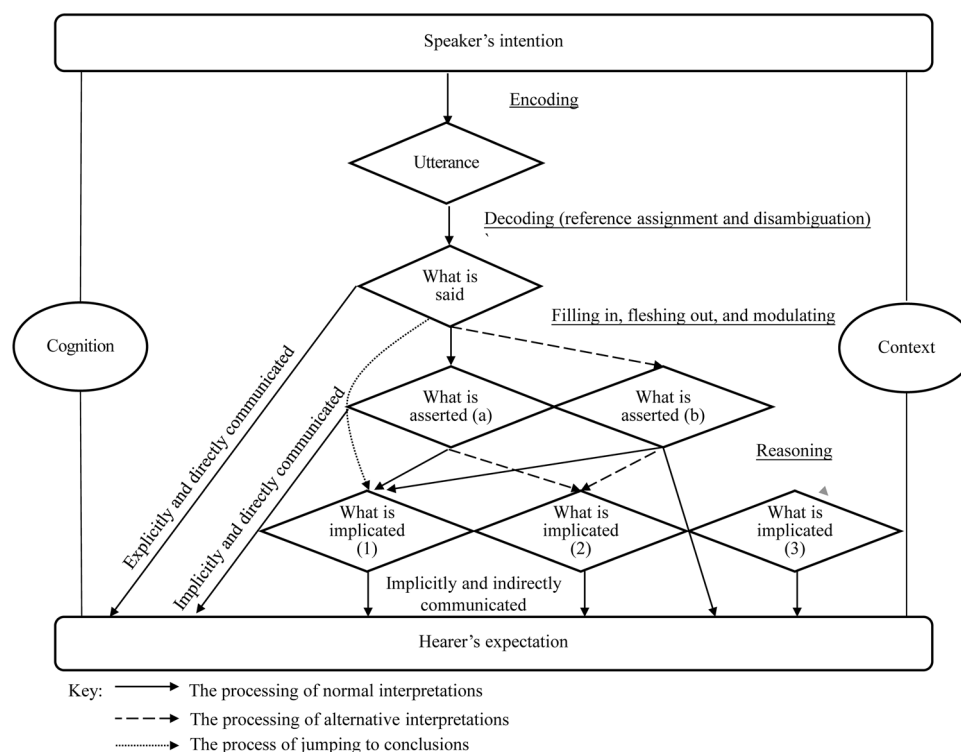 Speaker’s intention
Encoding
Utterance
Decoding (reference assignment and disambiguation)
`
What is
said
Filling in, fleshing out, and modulating
Cognition
Context
Explicitly and directly communicated
Implicitly and directly communicated
What is
asserted (a)
What is
asserted (b)
Reasoning
What is
implicated
(1)
What is
implicated
(2)
What is
implicated
(3)
Implicitly and indirectly
communicated
Hearer’s expectation
Key:
The processing of normal interpretations
The processing of alternative interpretations
The process of jumping to conclusions